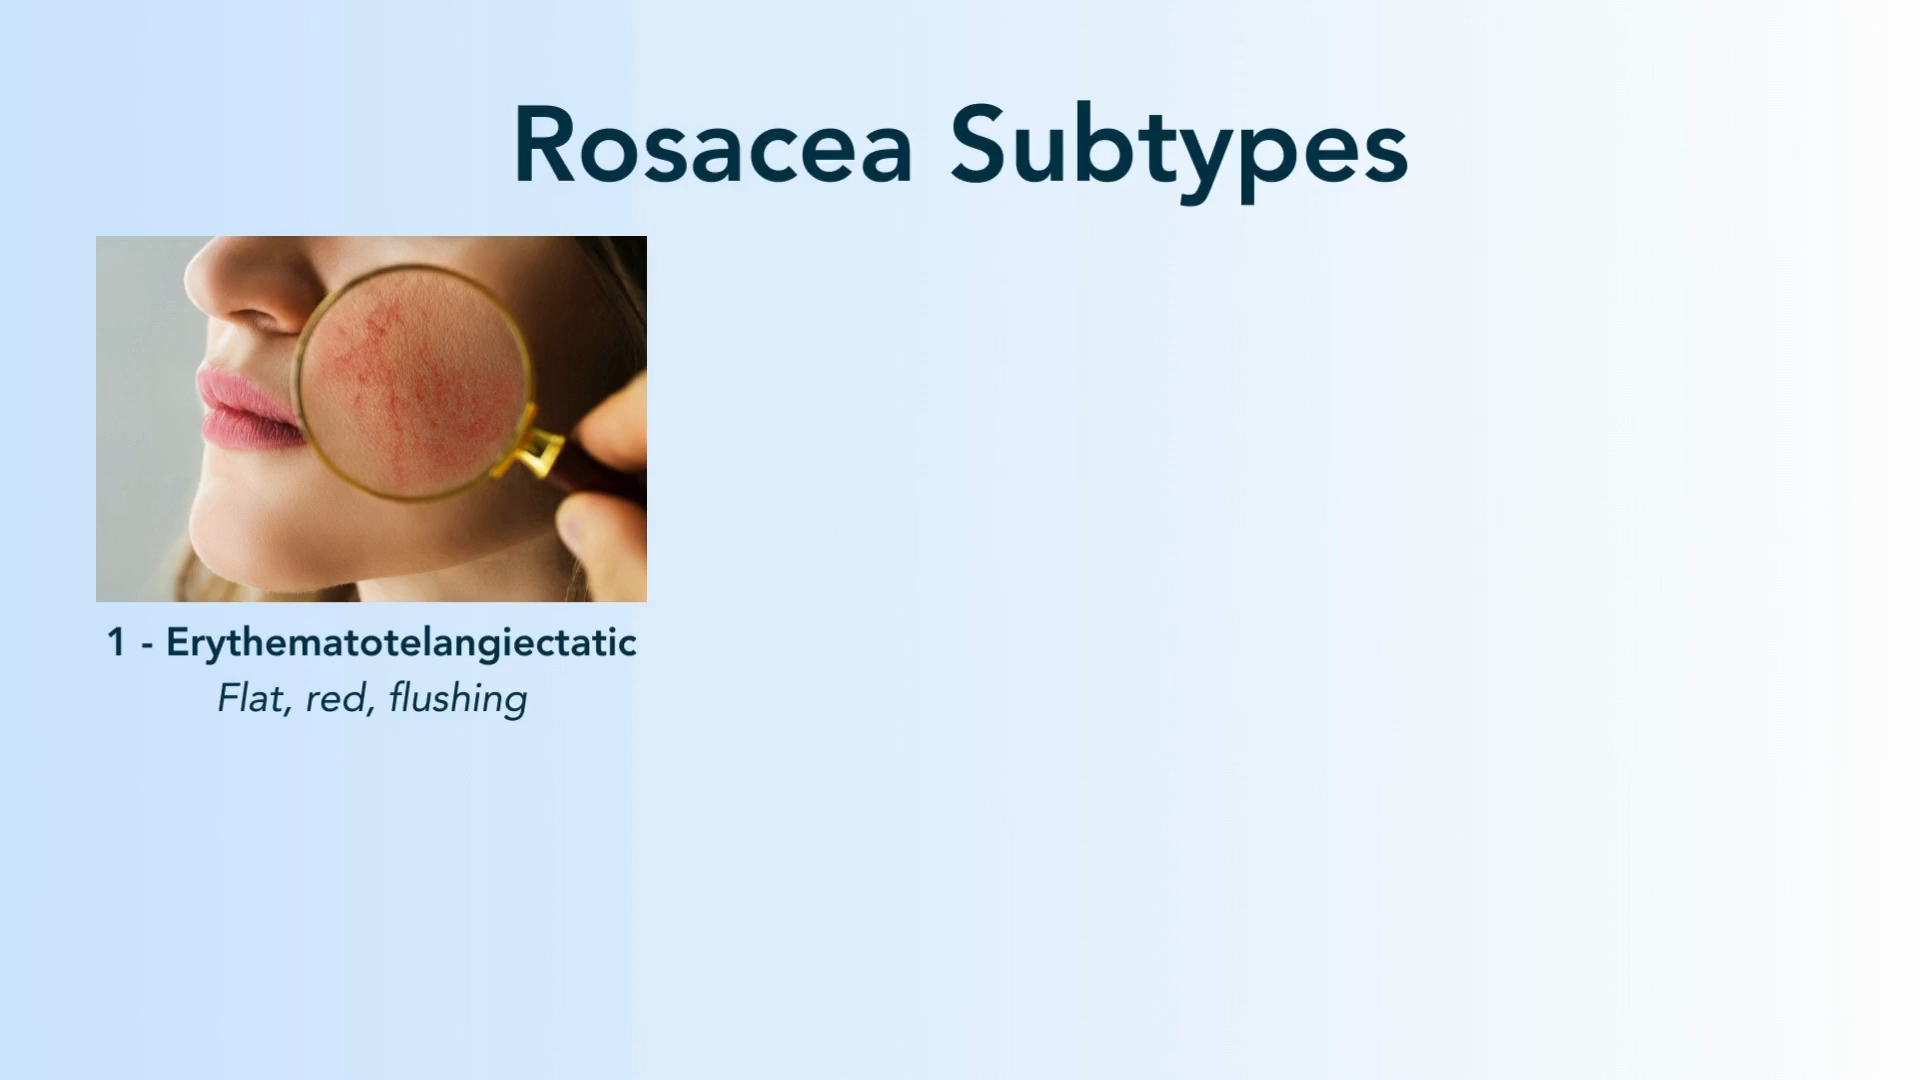 Rosacea Subtypes
1 - Erythematotelangiectatic
Flat, red, flushing